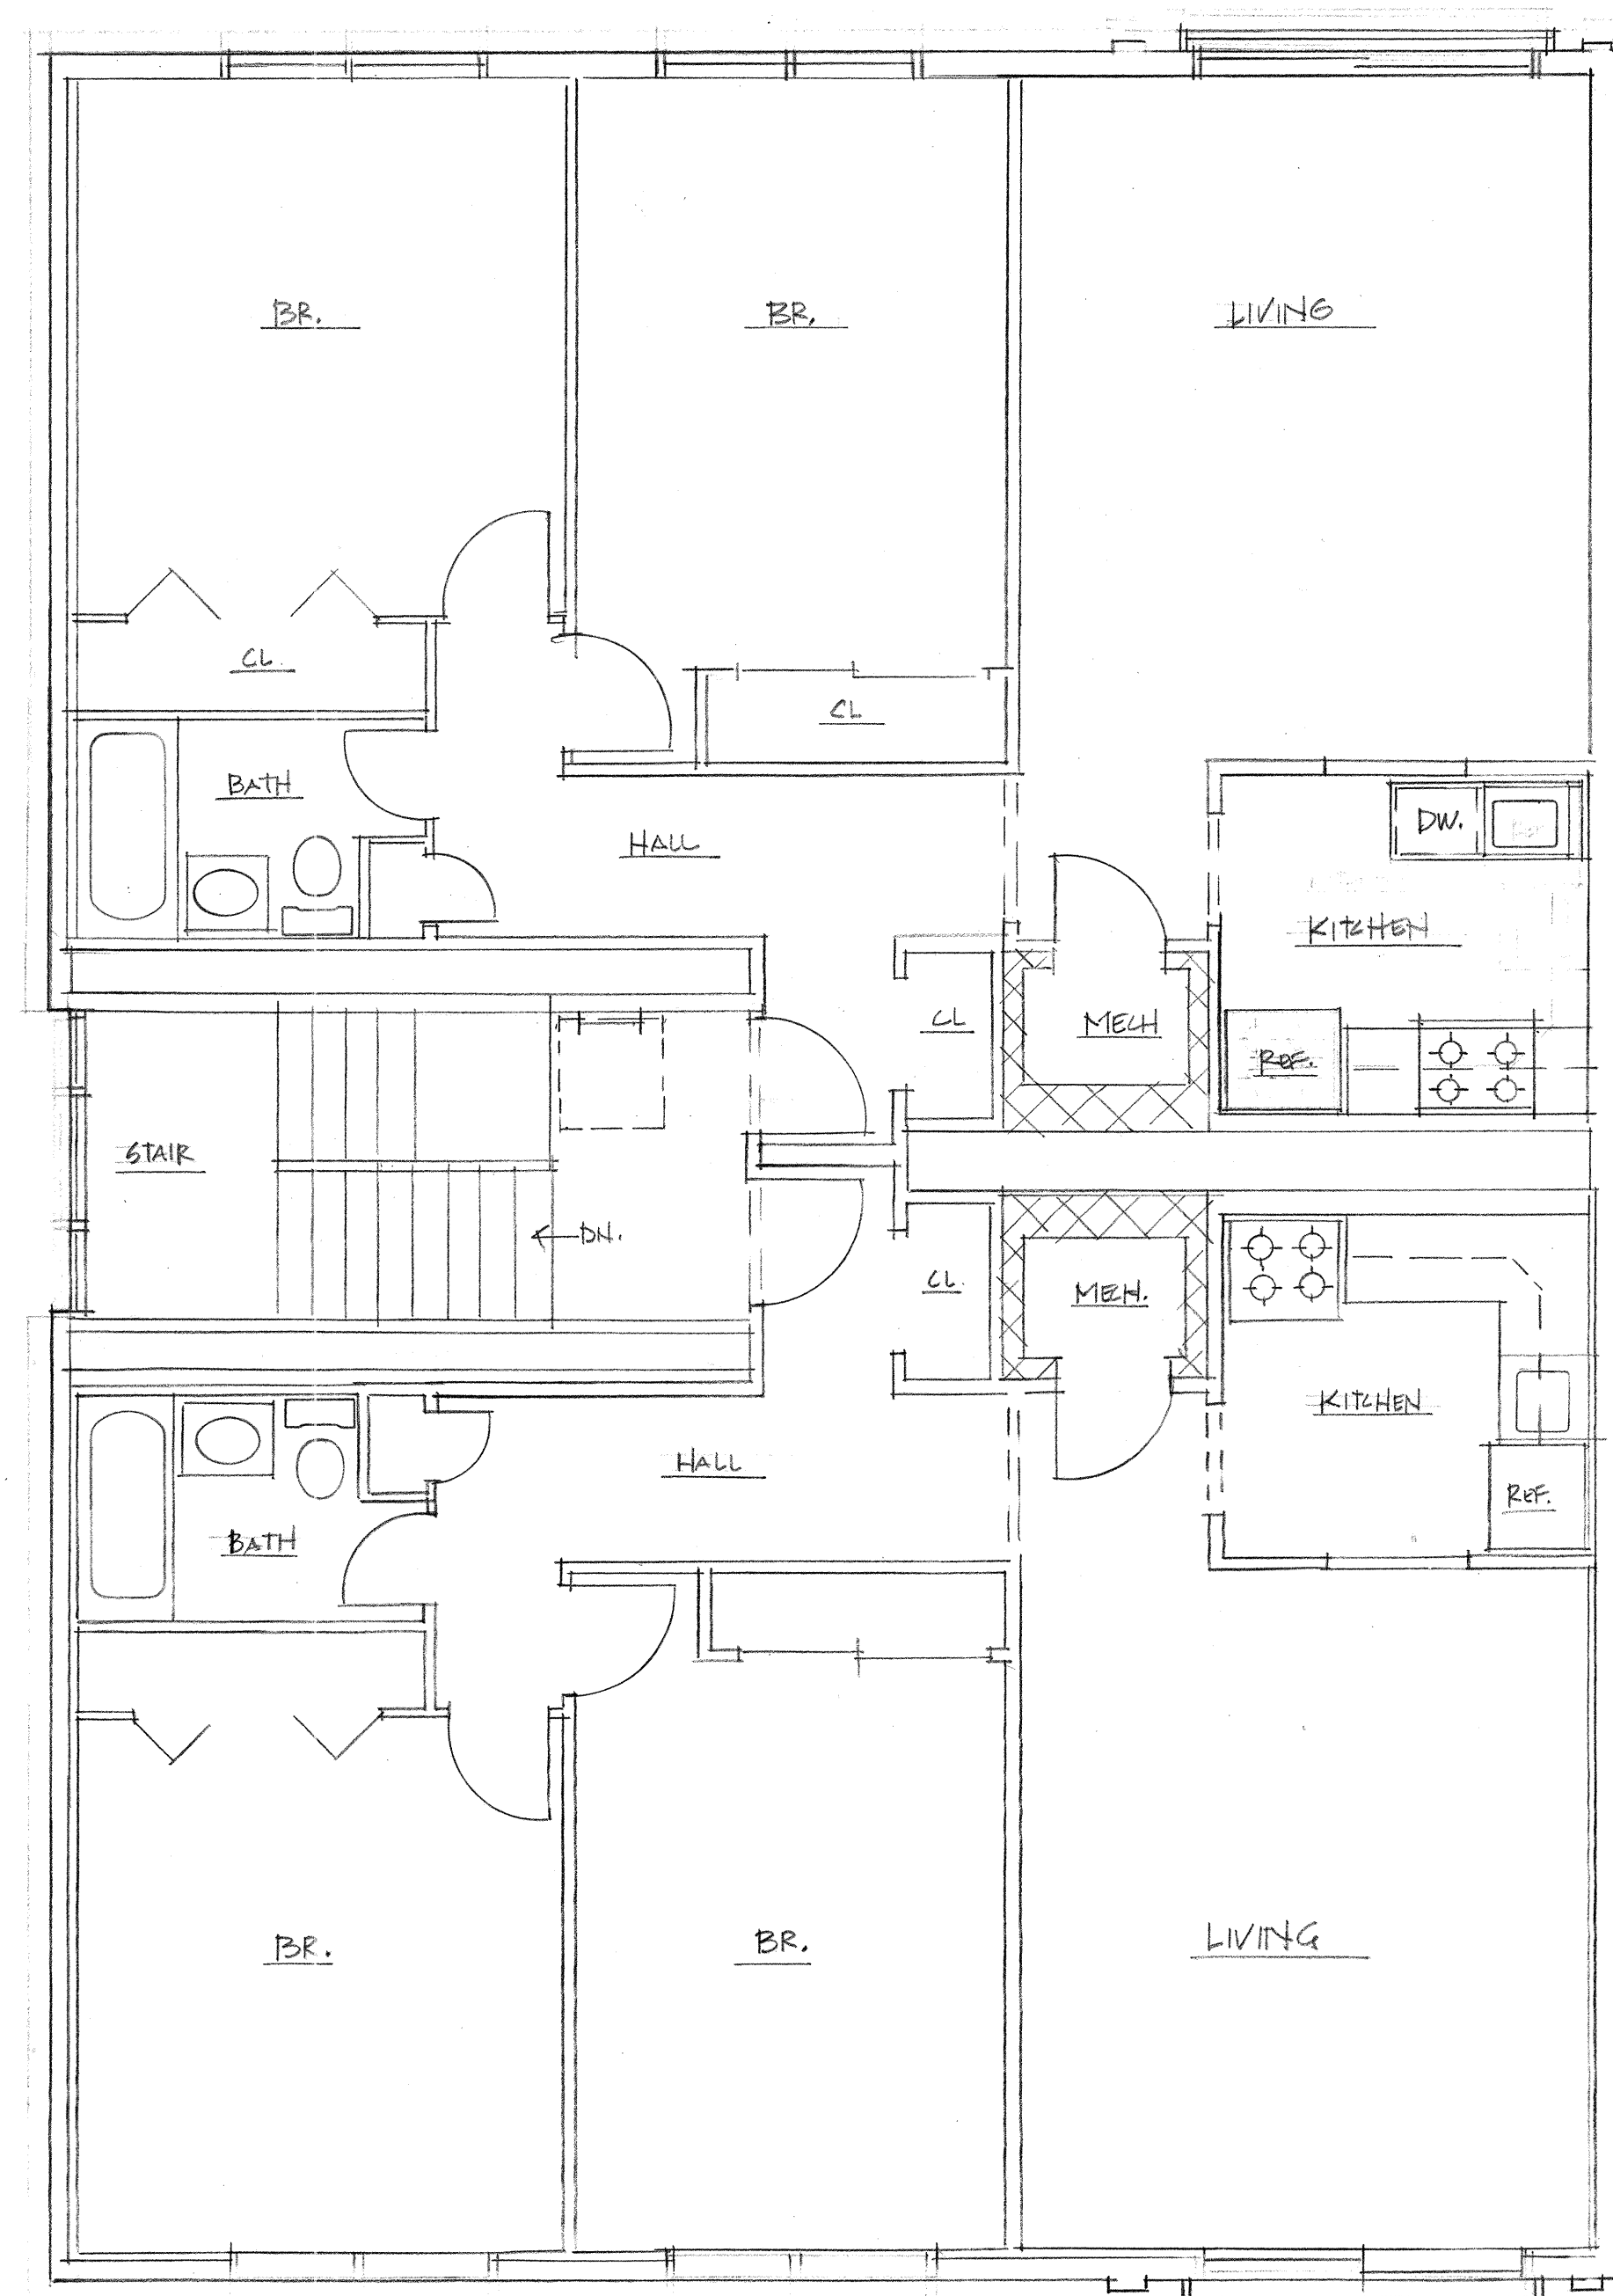 BR.
BR.
LIVING
CL.
CL
BATH
HALL
DW.
KITCHEN
CL
MECH
REF.
STAIR
DN.
CL.
MECH.
KITCHEN
HALL
REF.
BATH
BR.
BR.
LIVING